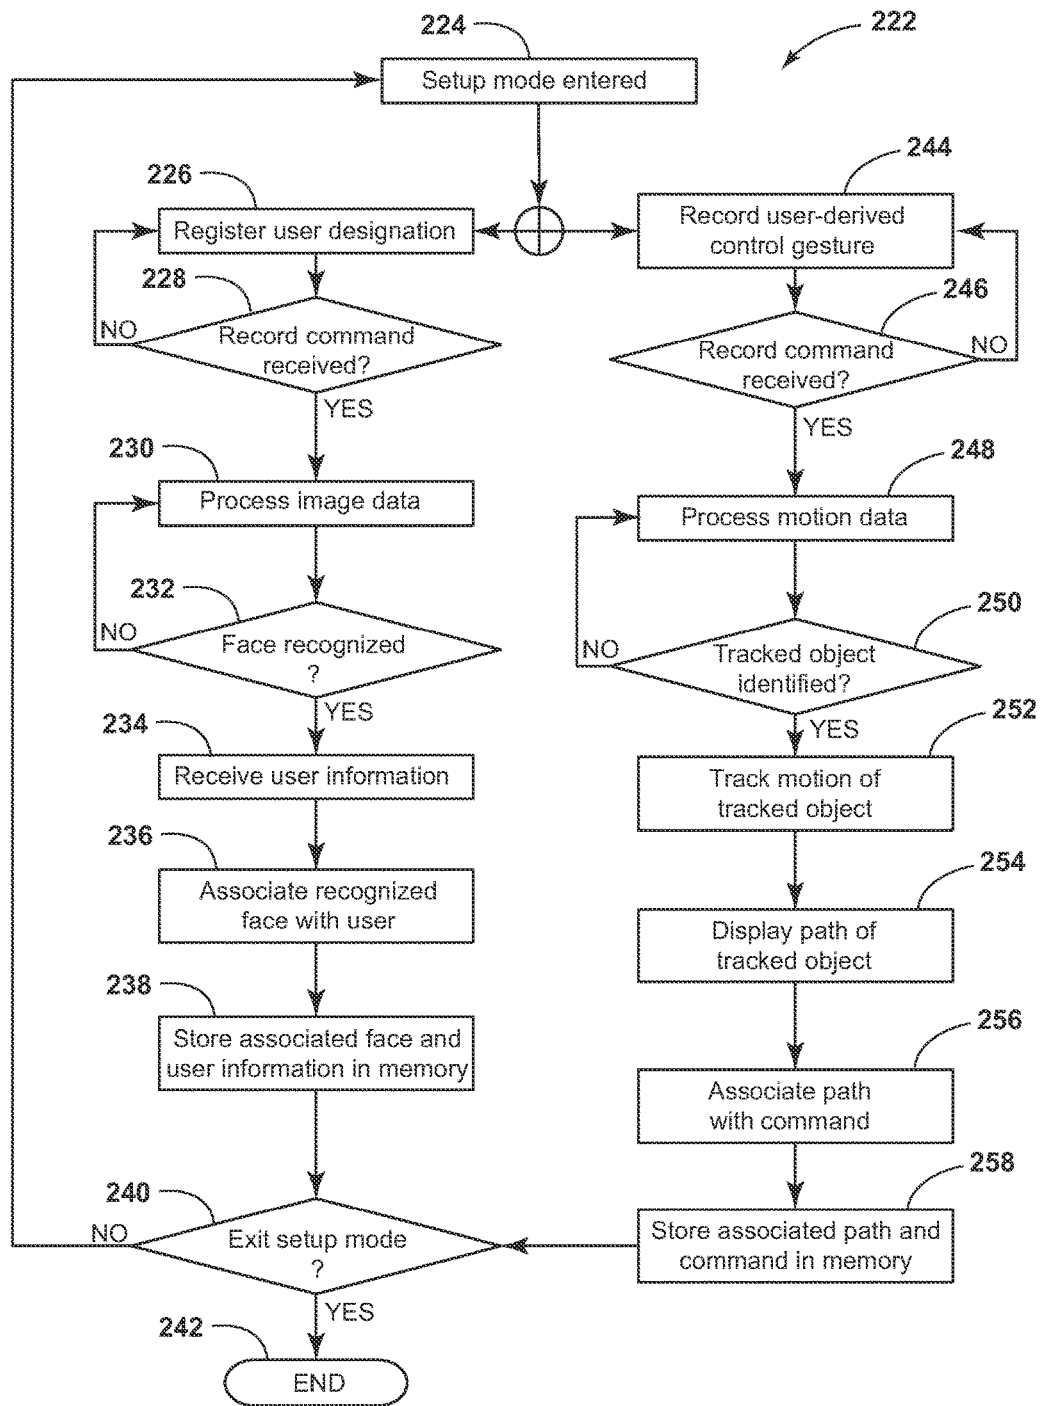 224
222
Setup mode entered
244
226
Record user-derived
control gesture
Register user designation
228
246
NO
Record command
received?
Record command
received?
NO
YES
YES
230
248
Process image data
Process motion data
232
250
NO
Face recognized
?
NO
Tracked object
identified?
YES
YES
234
252
Receive user information
Track motion of
tracked object
236
254
Associate recognized
face with user
Display path of
tracked object
238
256
Store associated face and
user information in memory
Associate path
with command
258
240
NO
Exit setup mode
?
Store associated path and
command in memory
YES
242
END